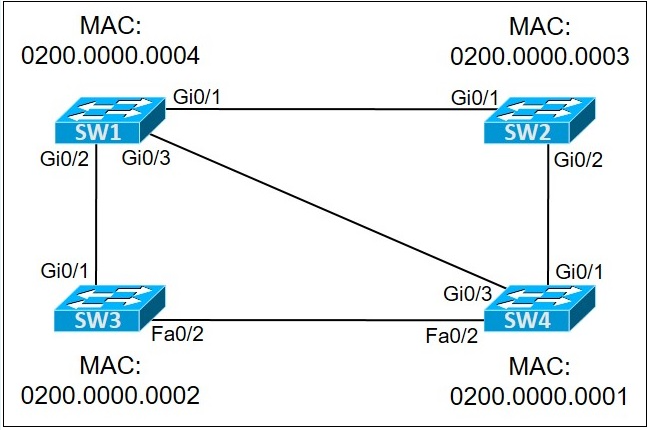 MAC:
0200.0000.0004
MAC:
0200.0000.0003
Gi0/1
Gi0/1
SW1
SW2
Gi0/2
Gi0/3
Gi0/2
Gi0/1
Gi0/3
Gi0/1
SW3
SW4
Fa0/2
Fa0/2
MAC:
0200.0000.0002
MAC:
0200.0000.0001